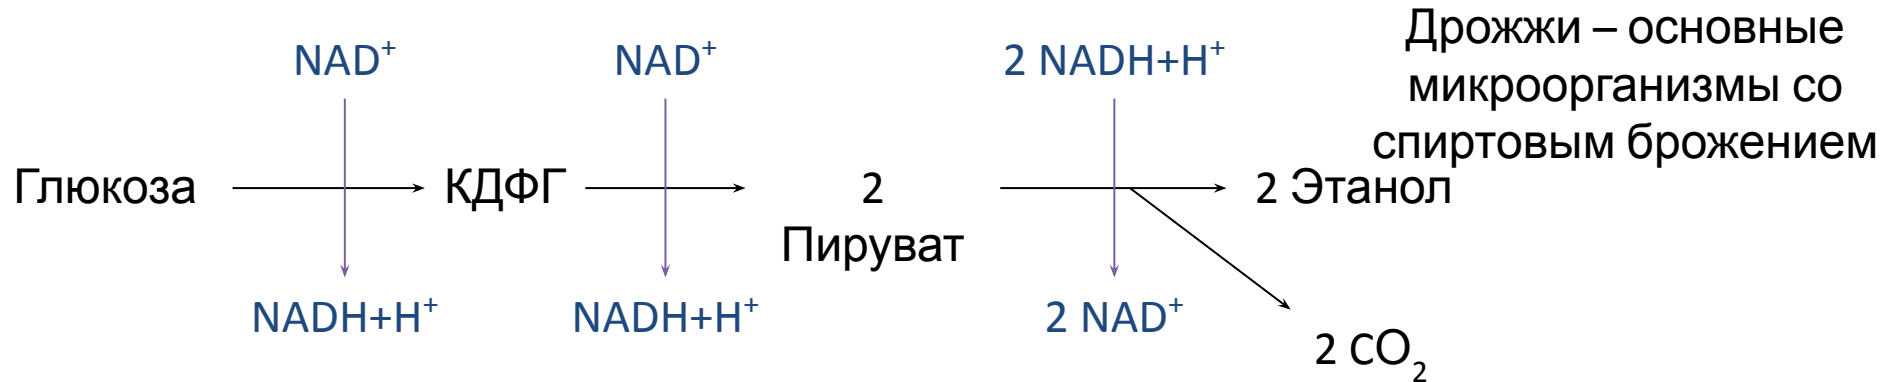 Дрожжи – основные
микроорганизмы со
спиртовым брожением
NAD⁺ NAD⁺ 2 NADH+H⁺
Глюкоза КДФГ 2 2 Этанол
Пируват
NADH+H⁺ NADH+H⁺ 2 NAD⁺
2 CO₂